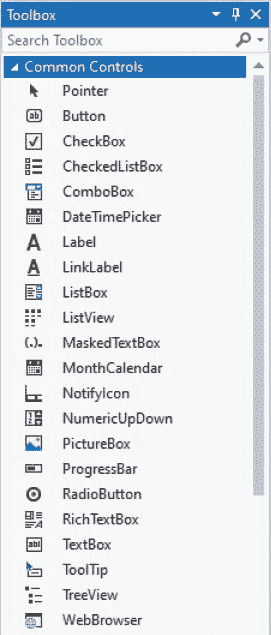 Toolbox
Search Toolbox
Common Controls
Pointer
Button
CheckBox
CheckedListBox
ComboBox
DateTimePicker
Label
LinkLabel
ListBox
ListView
MaskedTextBox
MonthCalendar
NotifyIcon
NumericUpDown
PictureBox
ProgressBar
RadioButton
RichTextBox
TextBox
ToolTip
TreeView
WebBrowser